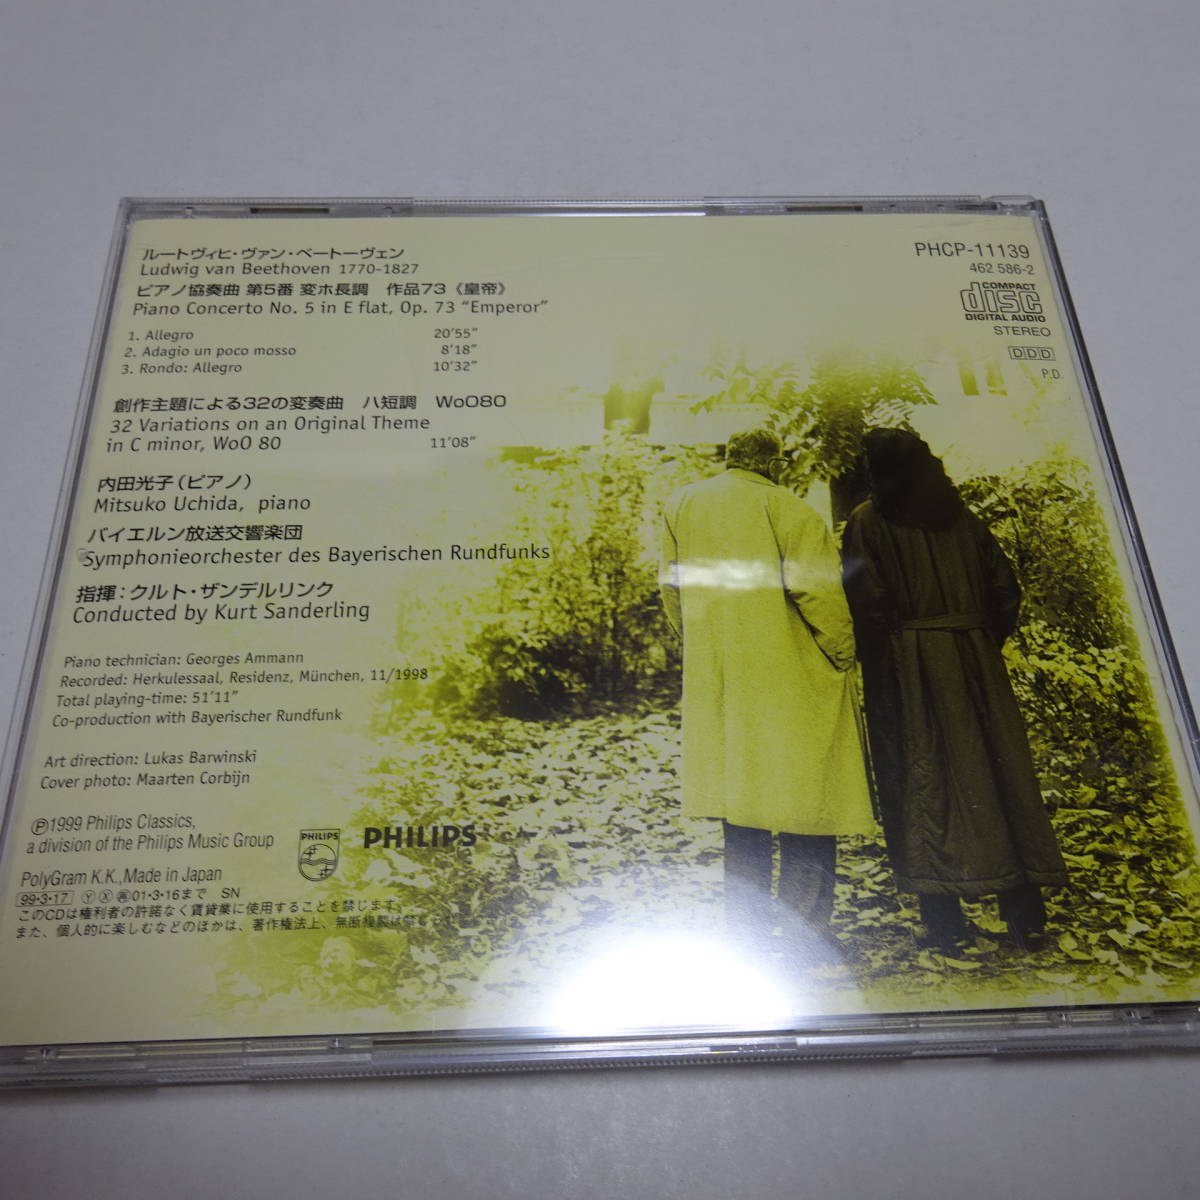 ルートヴィヒ・ヴァン・ベートーヴェン
Ludwig van Beethoven 1770-1827
ピアノ協奏曲 第5番 変ホ長調 作品73《皇帝》
Piano Concerto No. 5 in E flat, Op. 73 “Emperor”
1. Allegro 20’55”
2. Adagio un poco mosso 8’18”
3. Rondo: Allegro 10’32”
創作主題による32の変奏曲 ハ短調 WoO80
32 Variations on an Original Theme
in C minor, WoO 80 11’08”
内田光子(ピアノ)
Mitsuko Uchida, piano
バイエルン放送交響楽団
Symphonieorchester des Bayerischen Rundfunks
指揮:クルト・ザンデルリンク
Conducted by Kurt Sanderling
Piano technician: Georges Ammann
Recorded: Herkulessaal, Residenz, München, 11/1998
Total playing-time: 51’11”
Co-production with Bayerischer Rundfunk
Art direction: Lukas Barwinski
Cover photo: Maarten Corbijn
℗1999 Philips Classics,
a division of the Philips Music Group
PolyGram K.K., Made in Japan
99・3・17 Ⓨ Ⓧ 01・3・16まで SN
このCDは権利者の許諾なく賃貸業に使用することを禁じます。
また、個人的に楽しむなどのほかは、著作権法上、無断複製は禁じ
PHILIPS
PHILIPS
PHCP-11139
462 586-2
COMPACT
disc
DIGITAL AUDIO
STEREO
DDD
P.D.